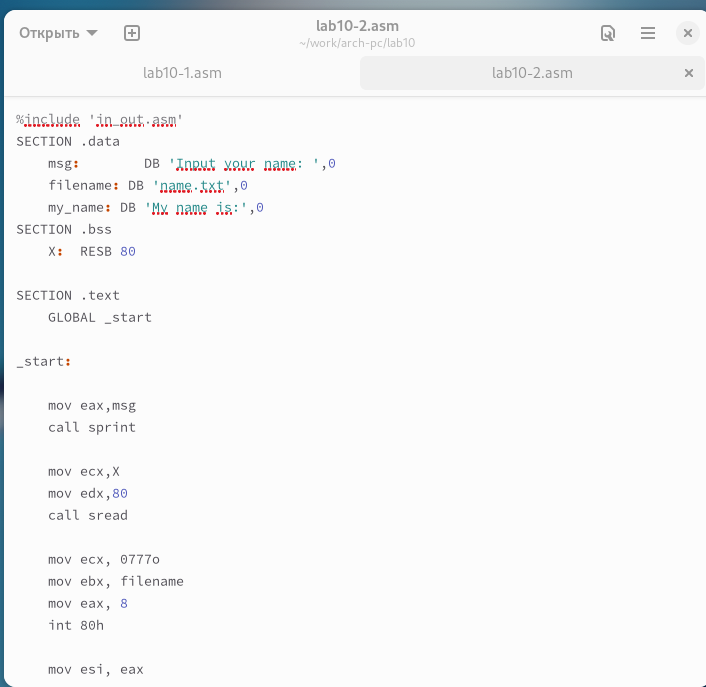 Открыть
lab10-2.asm
~/work/arch-pc/lab10
lab10-1.asm
lab10-2.asm
%include 'in_out.asm'
SECTION .data
    msg:        DB 'Input your name: ',0
    filename: DB 'name.txt',0
    my_name: DB 'My name is:',0
SECTION .bss
    X:  RESB 80
SECTION .text
    GLOBAL _start
_start:
    mov eax,msg
    call sprint
    mov ecx,X
    mov edx,80
    call sread
    mov ecx, 0777o
    mov ebx, filename
    mov eax, 8
    int 80h
    mov esi, eax